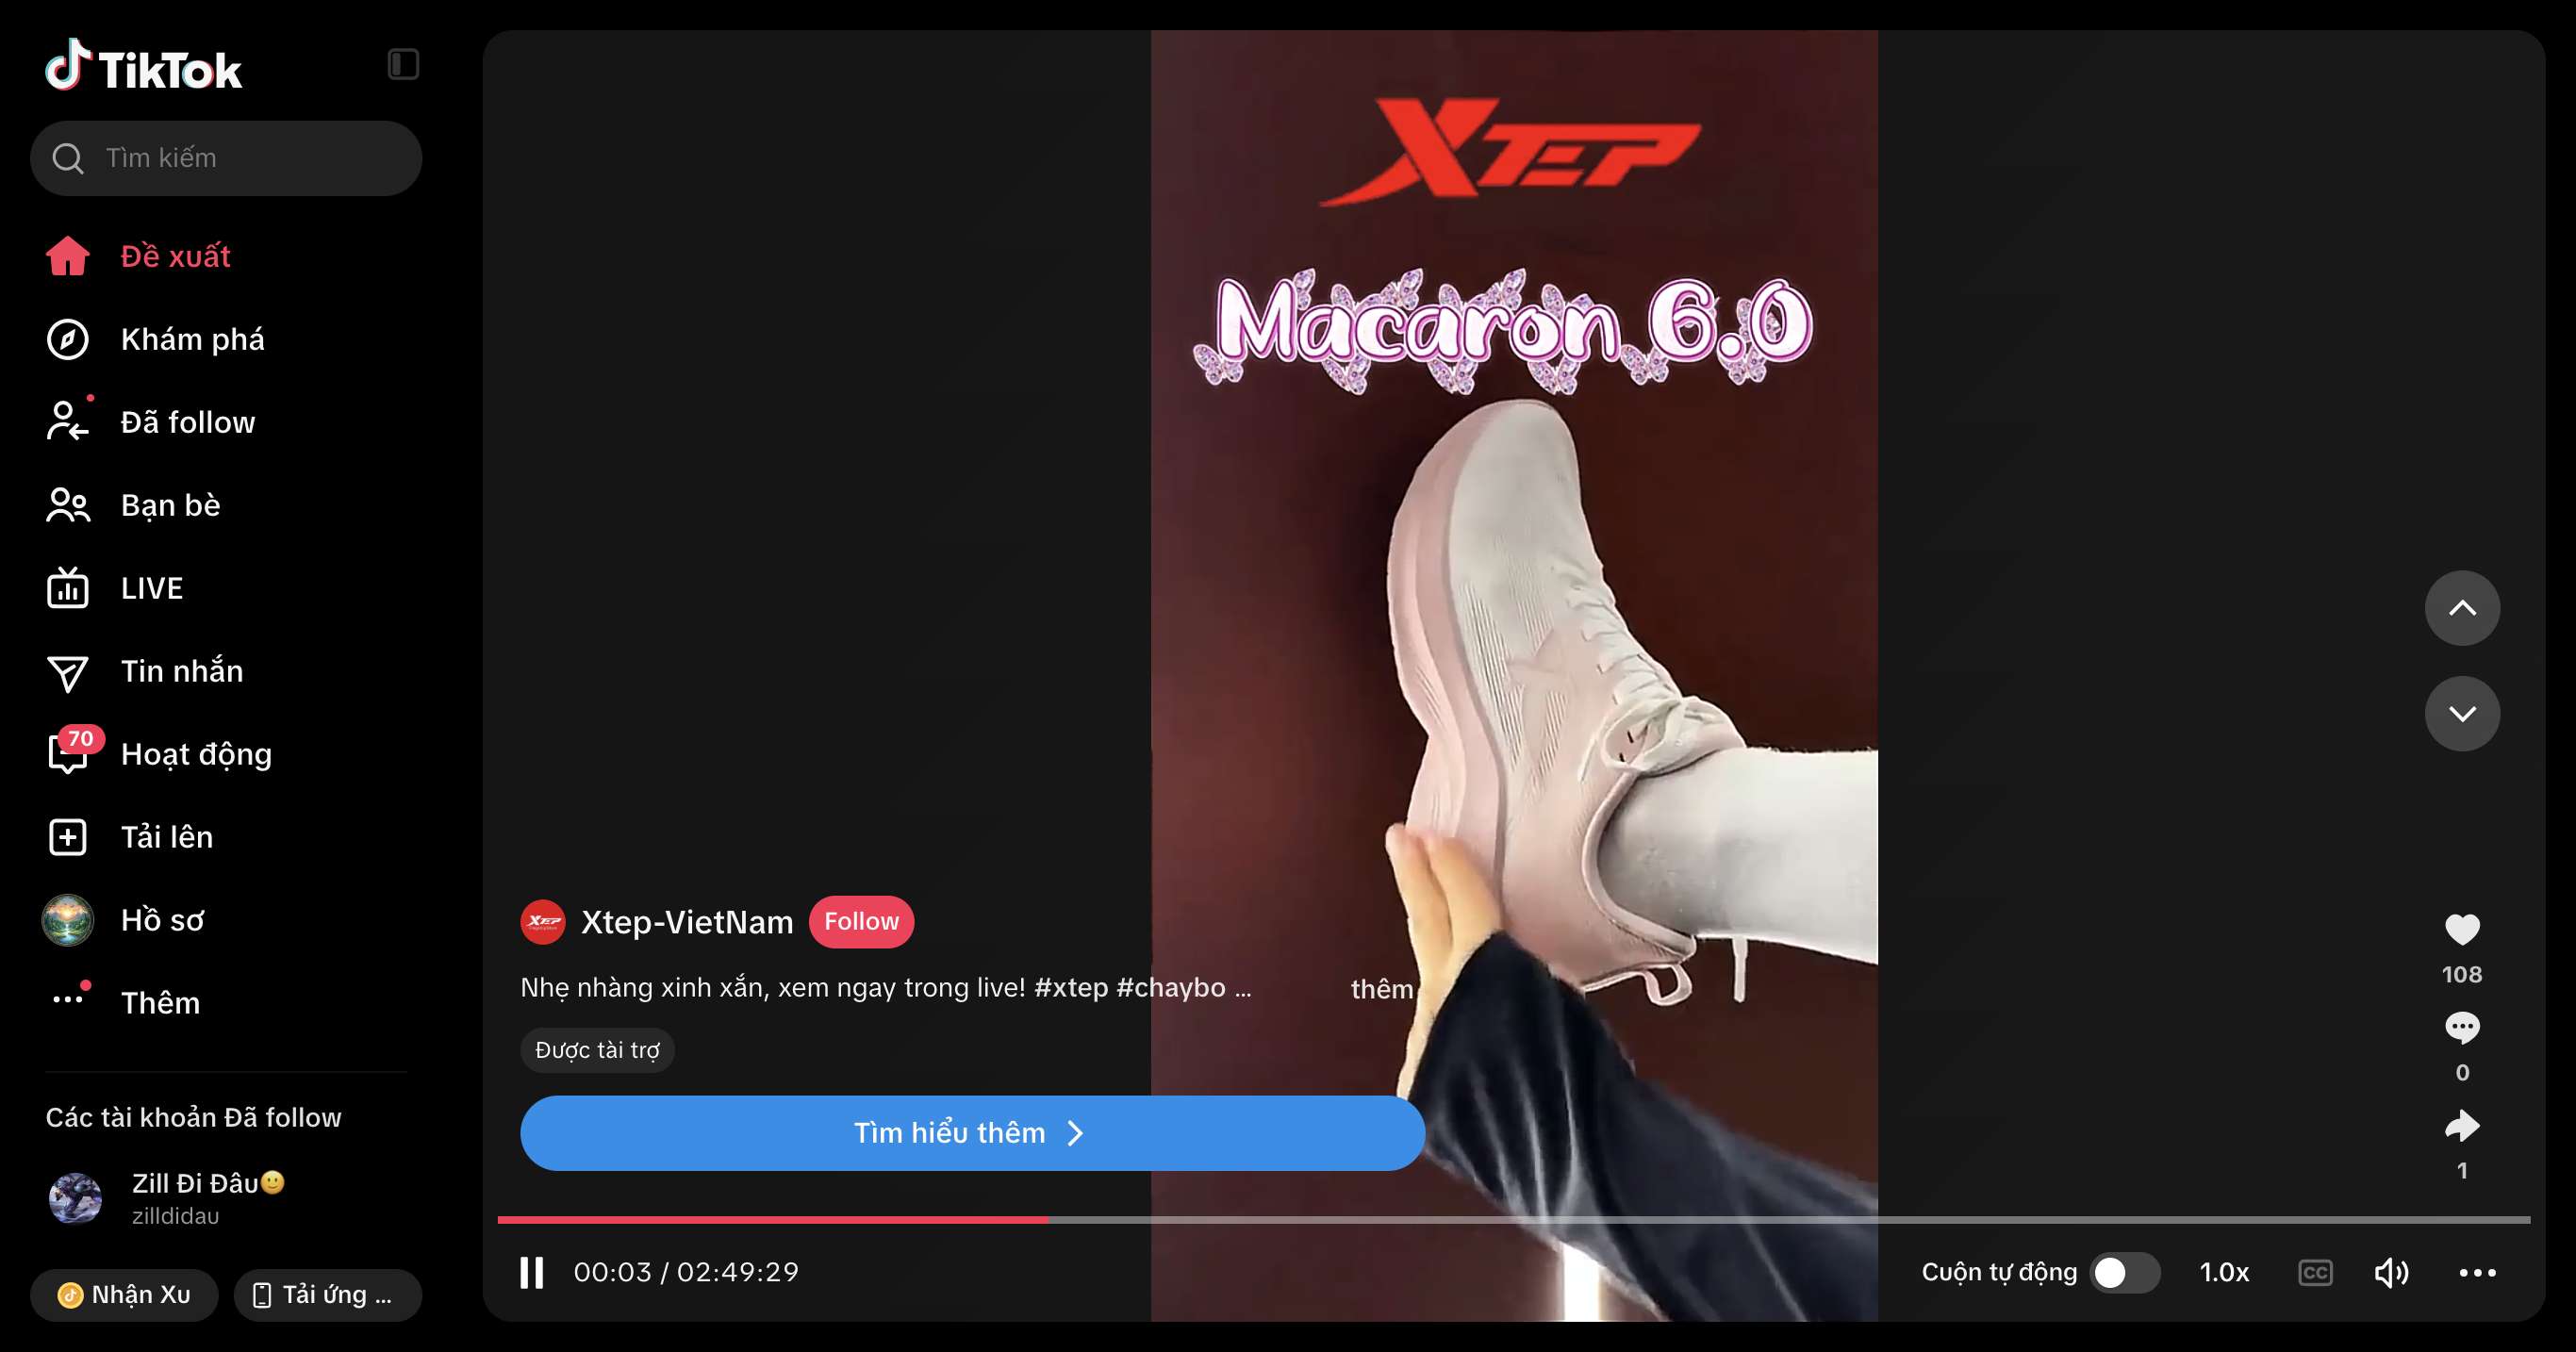 TikTok
Tìm kiếm
Đề xuất
Khám phá
Đã follow
Bạn bè
LIVE
Tin nhắn
70
Hoạt động
Tải lên
Hồ sơ
Thêm
Các tài khoản Đã follow
Zill Đi Đâu🙂
zilldidau
Nhận Xu
Tải ứng ...
XTEP
Macaron 6.0
XTEP
Xtep-VietNam
Follow
Nhẹ nhàng xinh xắn, xem ngay trong live! #xtep #chaybo ... thêm
Được tài trợ
Tìm hiểu thêm
108
0
1
00:03 / 02:49:29
Cuộn tự động
1.0x
CC